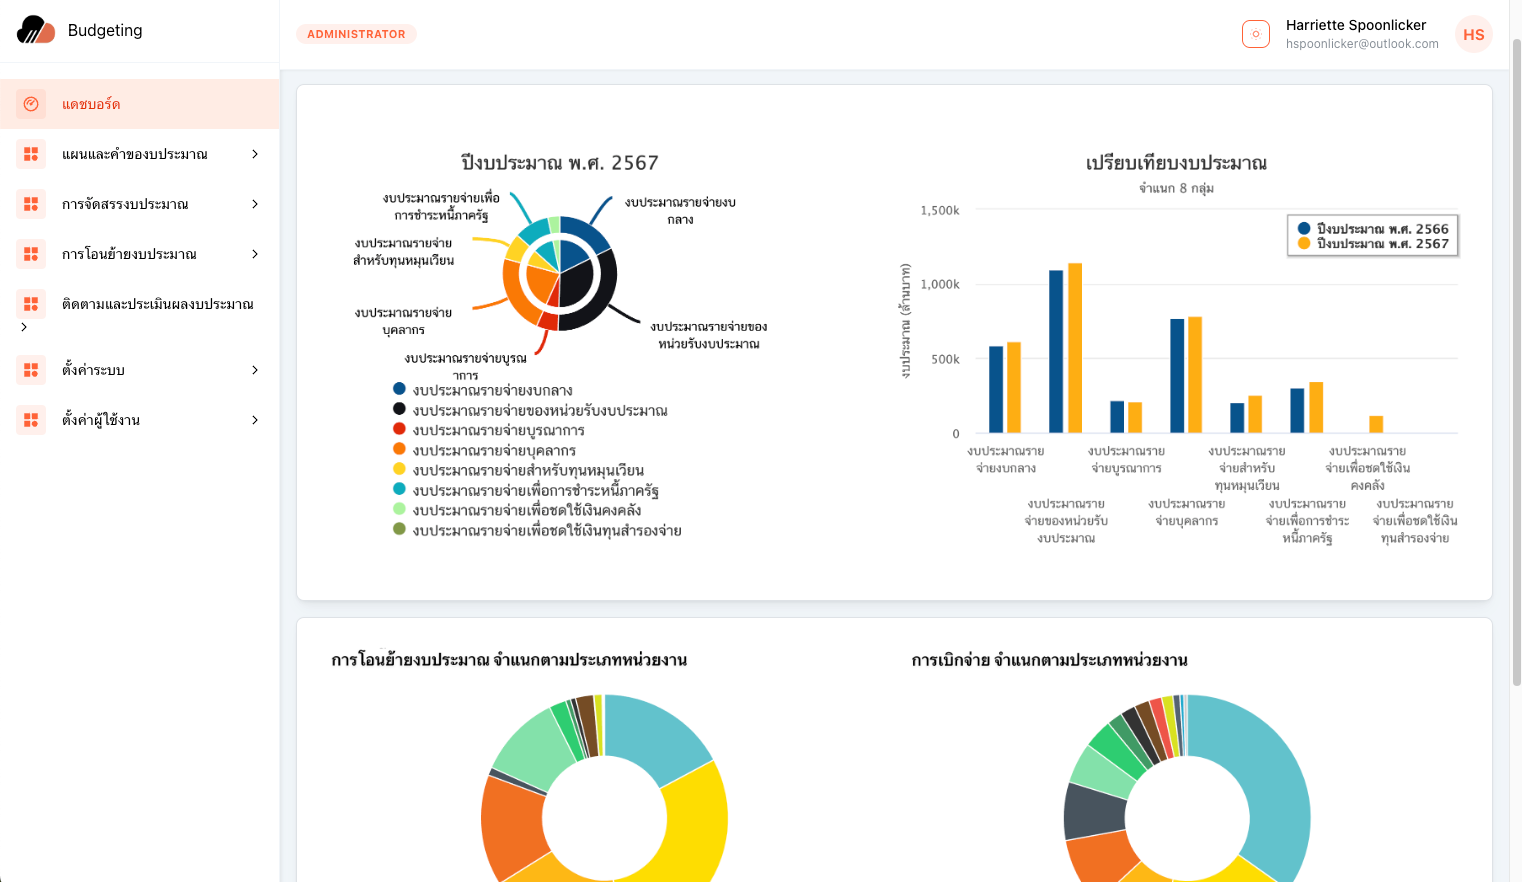 Budgeting
ADMINISTRATOR
Harriette Spoonlicker
hspoonlicker@outlook.com
HS
แดชบอร์ด
แผนและคำของบประมาณ
การจัดสรรงบประมาณ
การโอนย้ายงบประมาณ
ติดตามและประเมินผลงบประมาณ
ตั้งค่าระบบ
ตั้งค่าผู้ใช้งาน
ปีงบประมาณ พ.ศ. 2567
งบประมาณรายจ่ายเพื่อ
การชำระหนี้ภาครัฐ
งบประมาณรายจ่ายงบ
กลาง
งบประมาณรายจ่าย
สำหรับทุนหมุนเวียน
งบประมาณรายจ่าย
บุคลากร
งบประมาณรายจ่ายของ
หน่วยรับงบประมาณ
งบประมาณรายจ่ายบูรณ
าการ
งบประมาณรายจ่ายงบกลาง
งบประมาณรายจ่ายของหน่วยรับงบประมาณ
งบประมาณรายจ่ายบูรณาการ
งบประมาณรายจ่ายบุคลากร
งบประมาณรายจ่ายสำหรับทุนหมุนเวียน
งบประมาณรายจ่ายเพื่อการชำระหนี้ภาครัฐ
งบประมาณรายจ่ายเพื่อชดใช้เงินคงคลัง
งบประมาณรายจ่ายเพื่อชดใช้เงินทุนสำรองจ่าย
เปรียบเทียบงบประมาณ
จำแนก 8 กลุ่ม
ปีงบประมาณ พ.ศ. 2566
ปีงบประมาณ พ.ศ. 2567
งบประมาณ (ล้านบาท)
1,500k
1,000k
500k
0
งบประมาณราย
จ่ายงบกลาง
งบประมาณราย
จ่ายของหน่วยรับ
งบประมาณ
งบประมาณราย
จ่ายบูรณาการ
งบประมาณราย
จ่ายบุคลากร
งบประมาณราย
จ่ายสำหรับ
ทุนหมุนเวียน
งบประมาณราย
จ่ายเพื่อการชำระ
หนี้ภาครัฐ
งบประมาณราย
จ่ายเพื่อชดใช้เงิน
คงคลัง
งบประมาณราย
จ่ายเพื่อชดใช้เงิน
ทุนสำรองจ่าย
การโอนย้ายงบประมาณ จำแนกตามประเภทหน่วยงาน
การเบิกจ่าย จำแนกตามประเภทหน่วยงาน